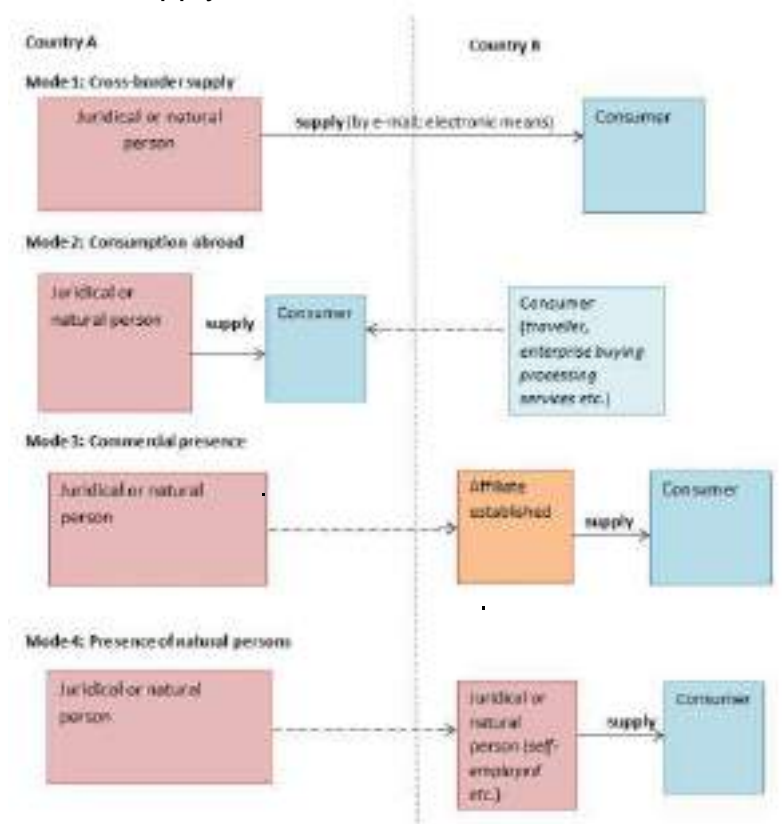 Country A
Country B
Mode 1: Cross-border supply
Juridical or natural
person
supply (by e-mail; electronic means)
Consumer
Mode 2: Consumption abroad
Juridical or
natural person
supply
Consumer
Consumer
(traveller,
enterprise buying
processing
services etc.)
Mode 3: Commercial presence
Juridical or natural
person
Affiliate
established
supply
Consumer
Mode 4: Presence of natural persons
Juridical or natural
person
Juridical or
natural
person (self-
employed
etc.)
supply
Consumer